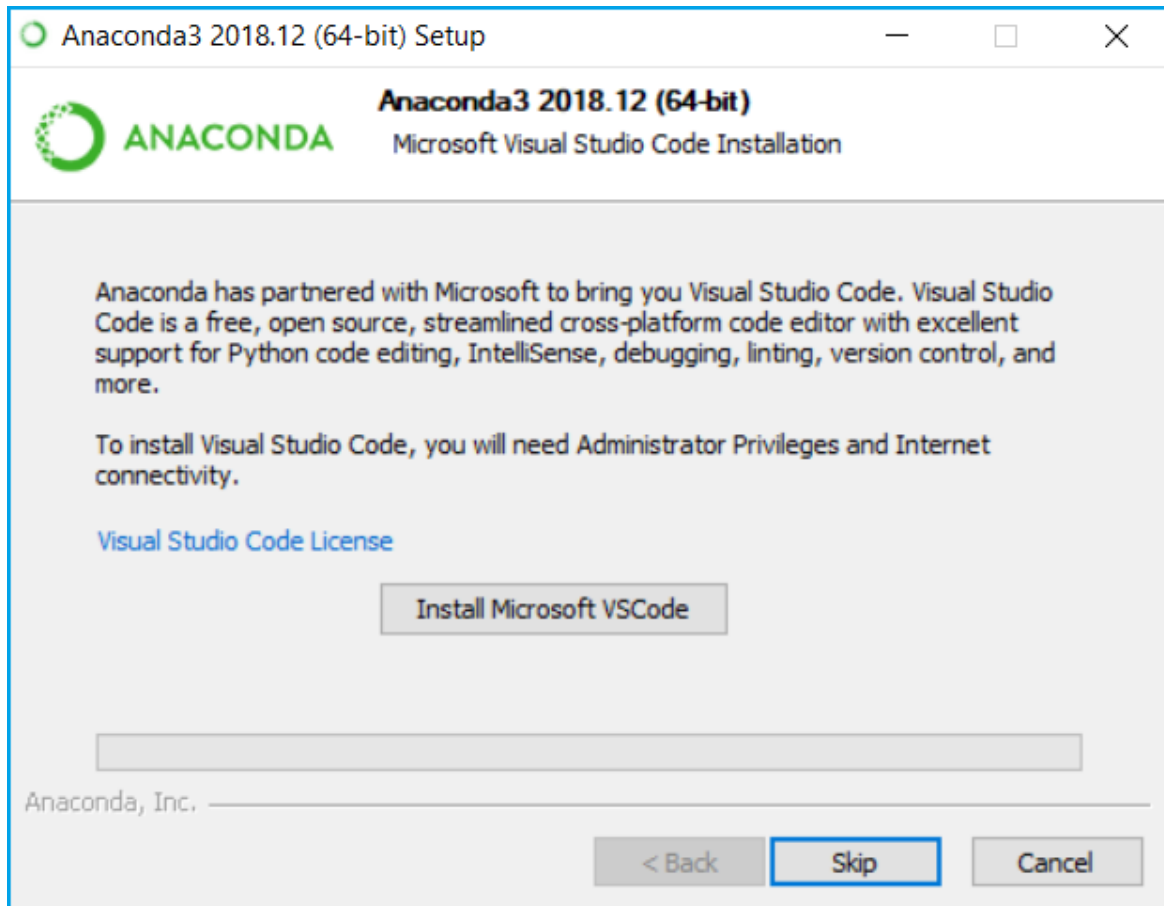 Anaconda3 2018.12 (64-bit) Setup
ANACONDA
Anaconda3 2018.12 (64-bit)
Microsoft Visual Studio Code Installation
Anaconda has partnered with Microsoft to bring you Visual Studio Code. Visual Studio
Code is a free, open source, streamlined cross-platform code editor with excellent
support for Python code editing, IntelliSense, debugging, linting, version control, and
more.
To install Visual Studio Code, you will need Administrator Privileges and Internet
connectivity.
Visual Studio Code License
Install Microsoft VSCode
Anaconda, Inc.
< Back
Skip
Cancel